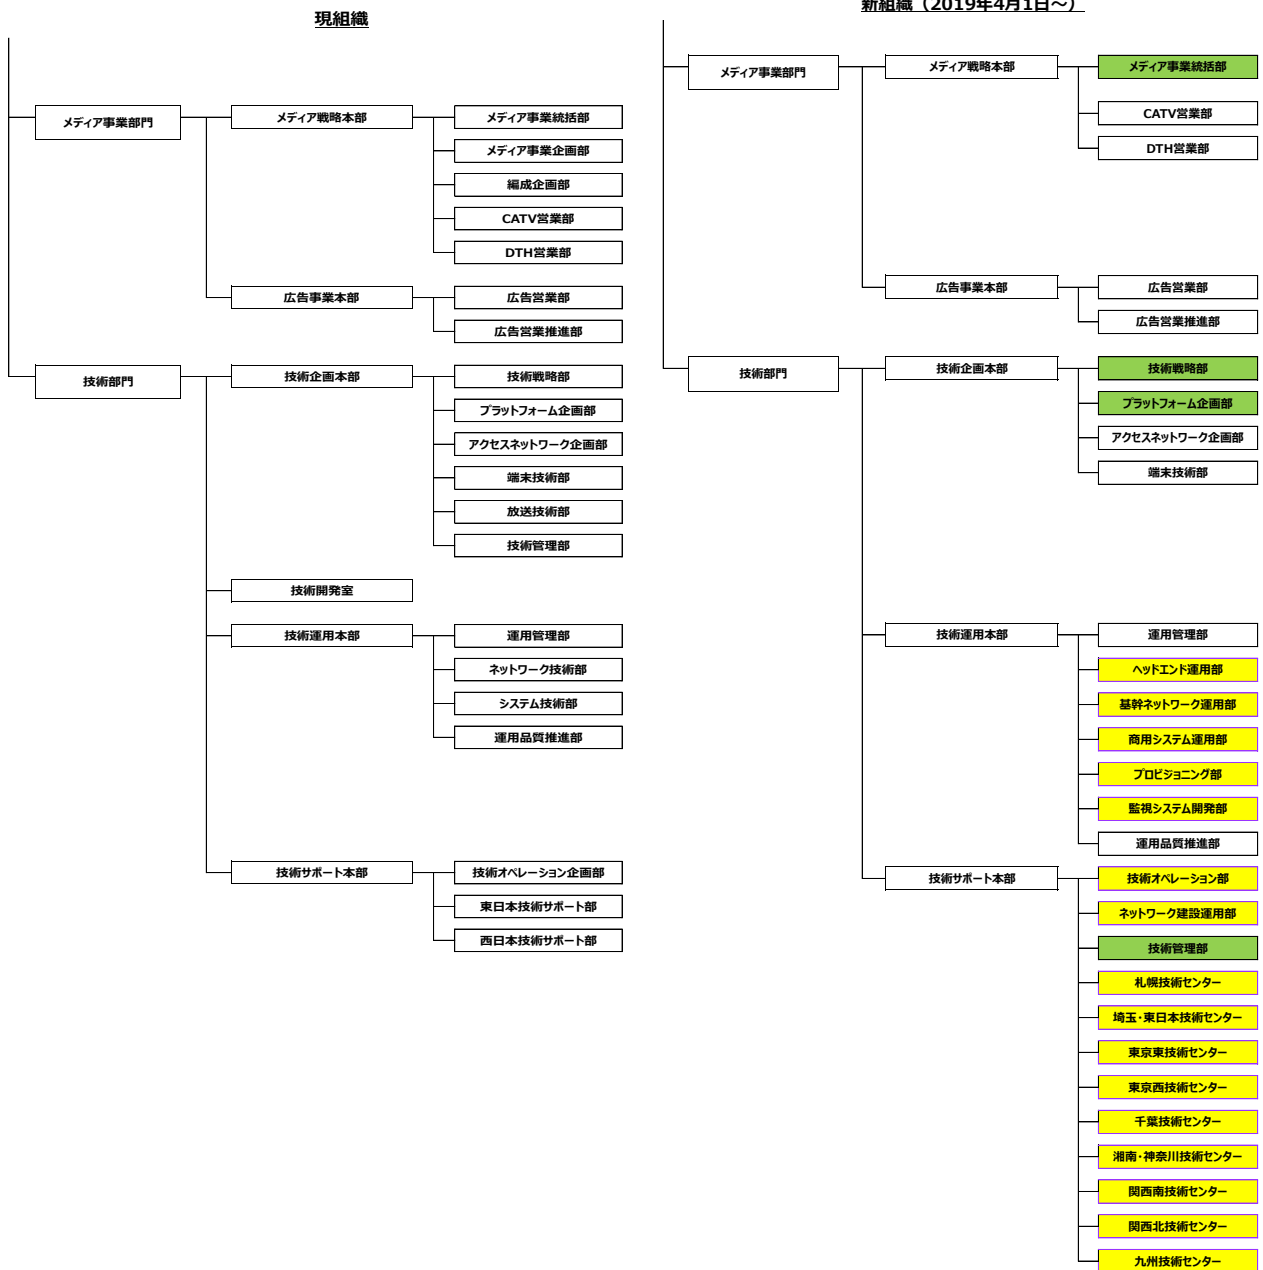 現組織
メディア事業部門
メディア戦略本部
メディア事業統括部
メディア事業企画部
編成企画部
CATV営業部
DTH営業部
広告事業本部
広告営業部
広告営業推進部
技術部門
技術企画本部
技術戦略部
プラットフォーム企画部
アクセスネットワーク企画部
端末技術部
放送技術部
技術管理部
技術開発室
技術運用本部
運用管理部
ネットワーク技術部
システム技術部
運用品質推進部
技術サポート本部
技術オペレーション企画部
東日本技術サポート部
西日本技術サポート部
新組織（2019年4月1日～）
メディア事業部門
メディア戦略本部
メディア事業統括部
CATV営業部
DTH営業部
広告事業本部
広告営業部
広告営業推進部
技術部門
技術企画本部
技術戦略部
プラットフォーム企画部
アクセスネットワーク企画部
端末技術部
技術運用本部
運用管理部
ヘッドエンド運用部
基幹ネットワーク運用部
商用システム運用部
プロビジョニング部
監視システム開発部
運用品質推進部
技術サポート本部
技術オペレーション部
ネットワーク建設運用部
技術管理部
札幌技術センター
埼玉・東日本技術センター
東京東技術センター
東京西技術センター
千葉技術センター
湘南・神奈川技術センター
関西南技術センター
関西北技術センター
九州技術センター